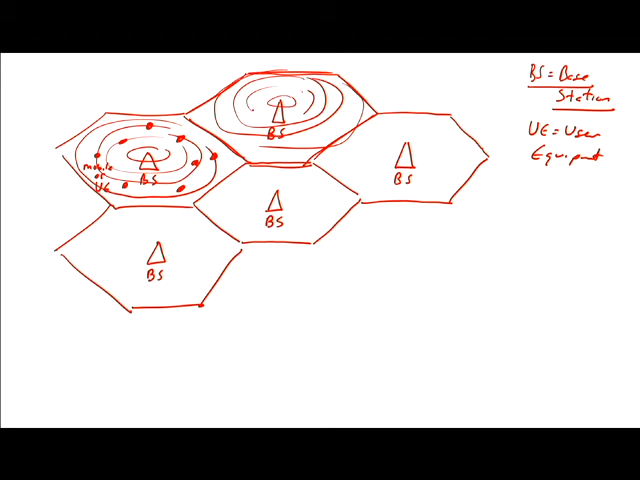 BS = Base
Station
UE = User
Equipment
BS
mobile
or
UE
BS
BS
BS
BS